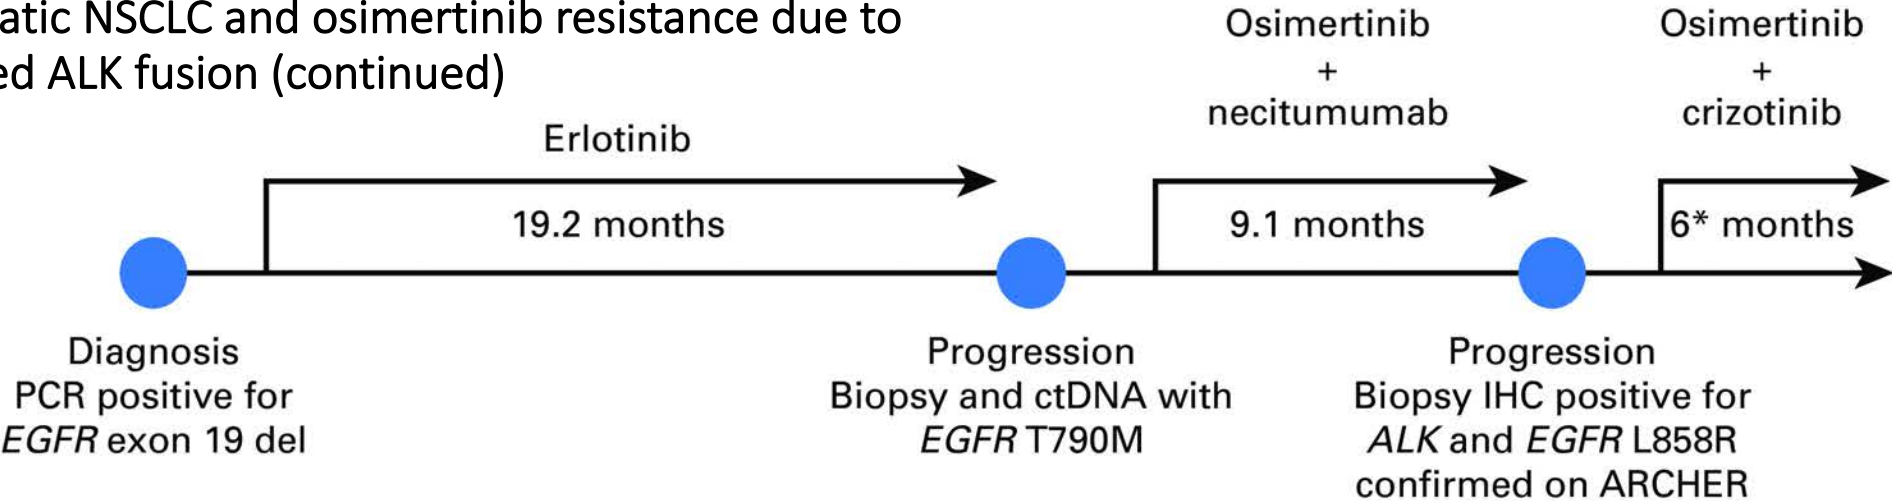 atic NSCLC and osimertinib resistance due to
ed ALK fusion (continued)
Erlotinib
19.2 months
Osimertinib
+
necitumumab
9.1 months
Osimertinib
+
crizotinib
6* months
Diagnosis
PCR positive for
EGFR exon 19 del
Progression
Biopsy and ctDNA with
EGFR T790M
Progression
Biopsy IHC positive for
ALK and EGFR L858R
confirmed on ARCHER